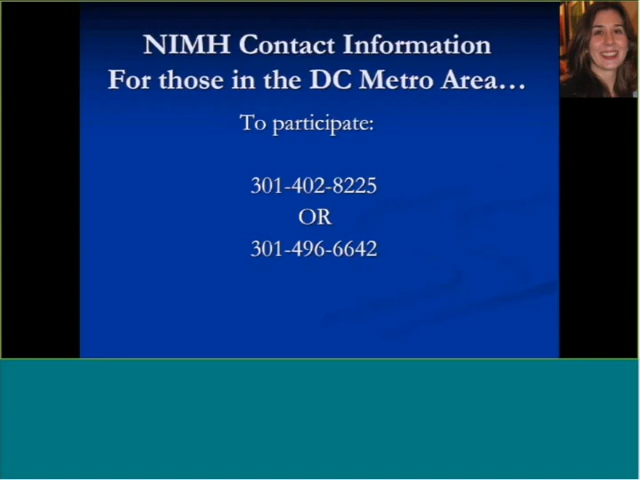 NIMH Contact Information
For those in the DC Metro Area…
To participate:
301-402-8225
OR
301-496-6642